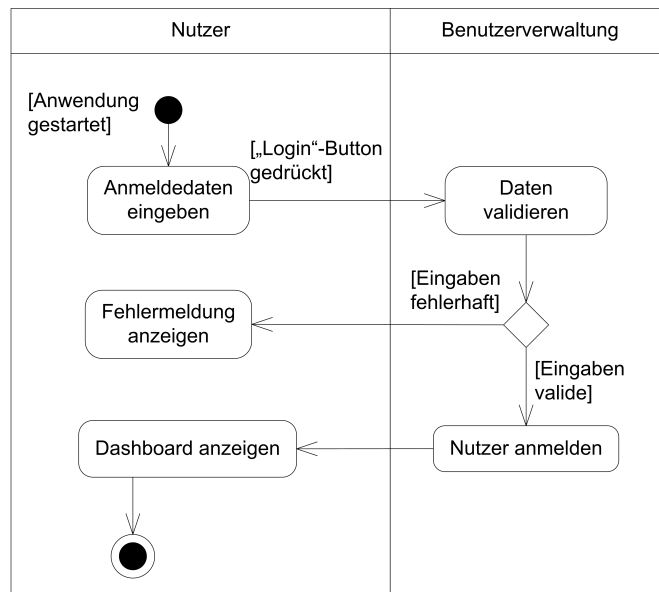 Nutzer
Benutzerverwaltung
[Anwendung
gestartet]
[„Login“-Button
gedrückt]
Anmeldedaten
eingeben
Daten
validieren
[Eingaben
fehlerhaft]
Fehlermeldung
anzeigen
[Eingaben
valide]
Dashboard anzeigen
Nutzer anmelden